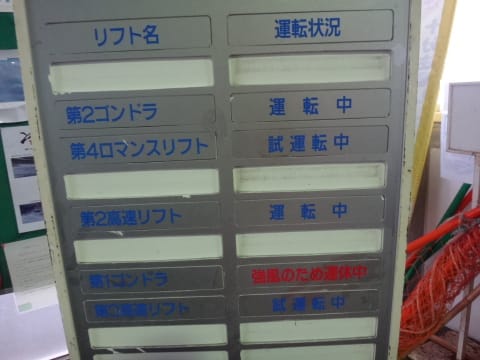 リフト名 運転状況
第2ゴンドラ 運転中
第4ロマンスリフト 試運転中
第2高速リフト 運転中
第1ゴンドラ 強風のため運休中
第3高速リフト 試運転中